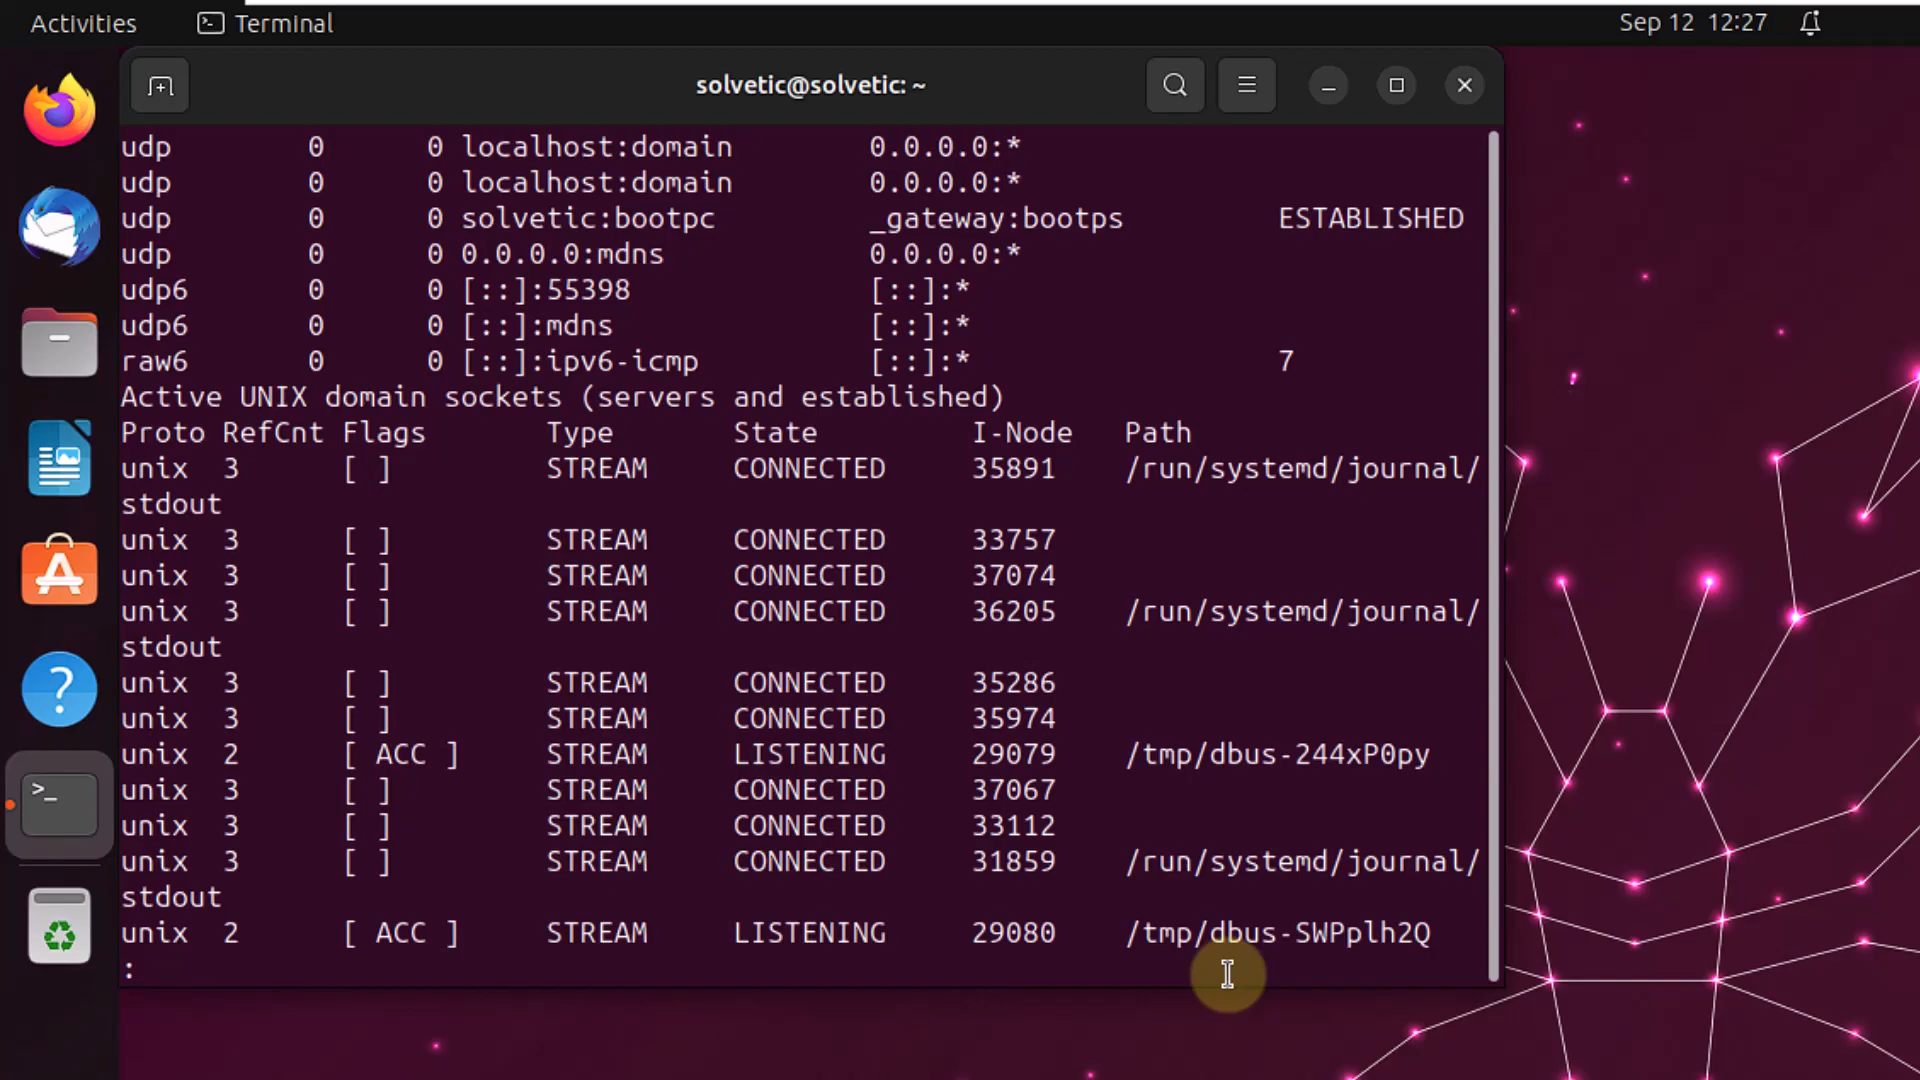 Activities Terminal Sep 12 12:27
solvetic@solvetic: ~
udp 0 0 localhost:domain 0.0.0.0:*
udp 0 0 localhost:domain 0.0.0.0:*
udp 0 0 solvetic:bootpc _gateway:bootps ESTABLISHED
udp 0 0 0.0.0.0:mdns 0.0.0.0:*
udp6 0 0 [::]:55398 [::]:*
udp6 0 0 [::]:mdns [::]:*
raw6 0 0 [::]:ipv6-icmp [::]:* 7
Active UNIX domain sockets (servers and established)
Proto RefCnt Flags Type State I-Node Path
unix 3 [ ] STREAM CONNECTED 35891 /run/systemd/journal/
stdout
unix 3 [ ] STREAM CONNECTED 33757
unix 3 [ ] STREAM CONNECTED 37074
unix 3 [ ] STREAM CONNECTED 36205 /run/systemd/journal/
stdout
unix 3 [ ] STREAM CONNECTED 35286
unix 3 [ ] STREAM CONNECTED 35974
unix 2 [ ACC ] STREAM LISTENING 29079 /tmp/dbus-244xP0py
unix 3 [ ] STREAM CONNECTED 37067
unix 3 [ ] STREAM CONNECTED 33112
unix 3 [ ] STREAM CONNECTED 31859 /run/systemd/journal/
stdout
unix 2 [ ACC ] STREAM LISTENING 29080 /tmp/dbus-SWPplh2Q
: